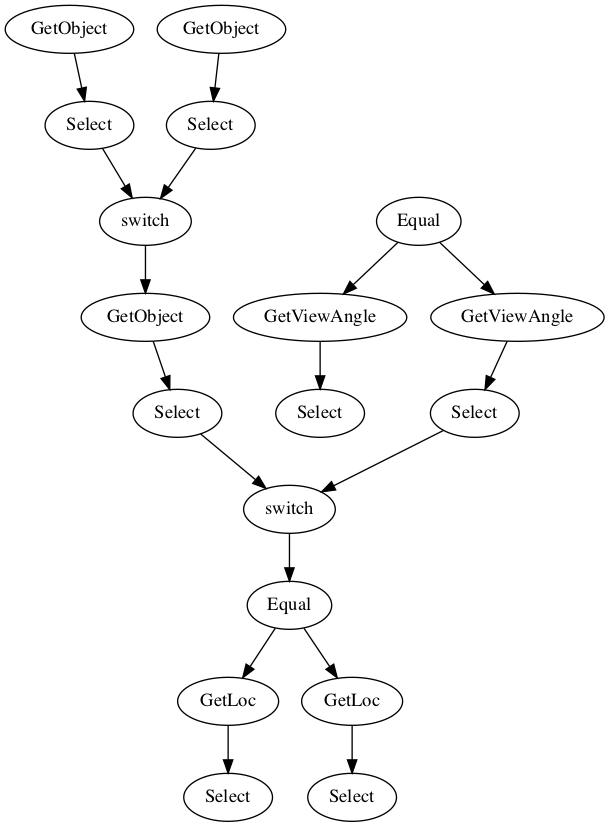 GetObject GetObject
Select Select
switch Equal
GetObject GetViewAngle GetViewAngle
Select Select Select
switch
Equal
GetLoc GetLoc
Select Select